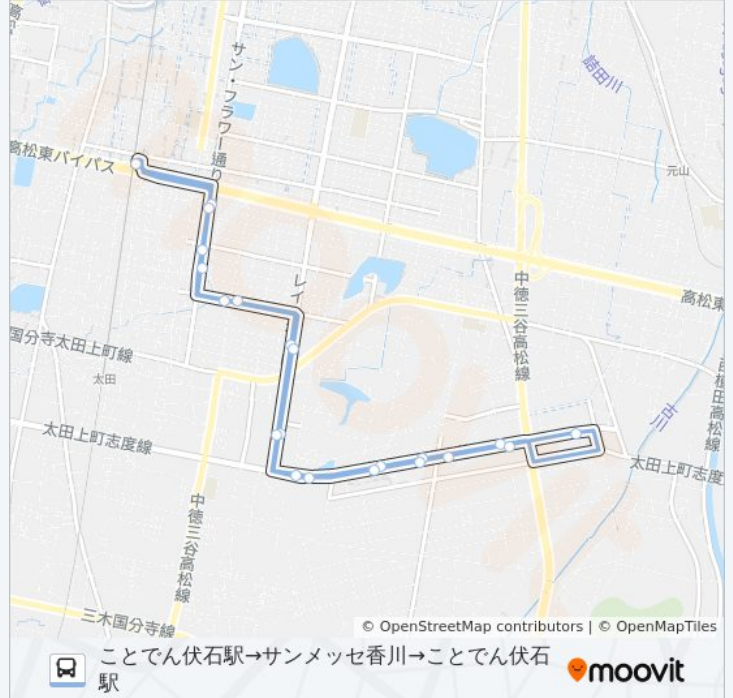 サン・フラワー通り
詰田川
高松東バイパス
元山
レイ
中徳三谷高松線
高松東
国分寺太田上町線
太田
古川
太田上町志度線
太田上町志度
中徳三谷高松線
三木国分寺線
© OpenStreetMap contributors | © OpenMapTiles
ことでん伏石駅→サンメッセ香川→ことでん伏石
駅
moovit